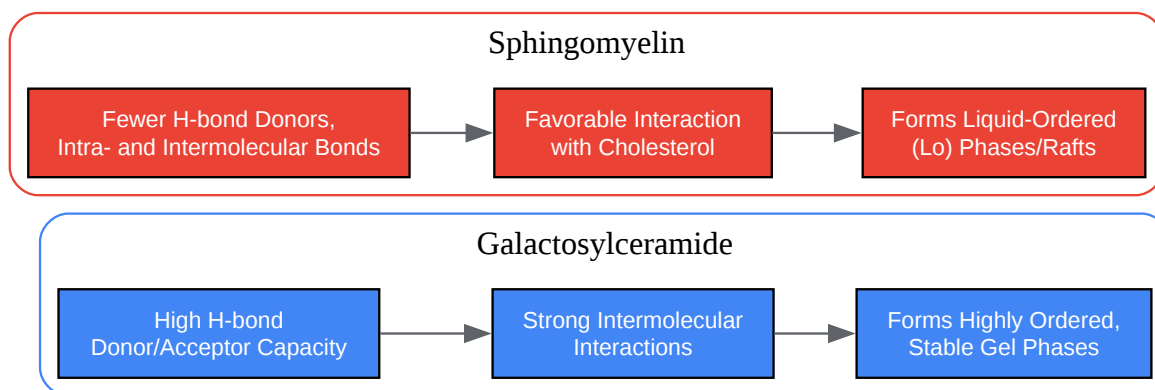 Sphingomyelin
Fewer H-bond Donors,
Intra- and Intermolecular Bonds
Favorable Interaction
with Cholesterol
Forms Liquid-Ordered
(Lo) Phases/Rafts
Galactosylceramide
High H-bond
Donor/Acceptor Capacity
Strong Intermolecular
Interactions
Forms Highly Ordered,
Stable Gel Phases